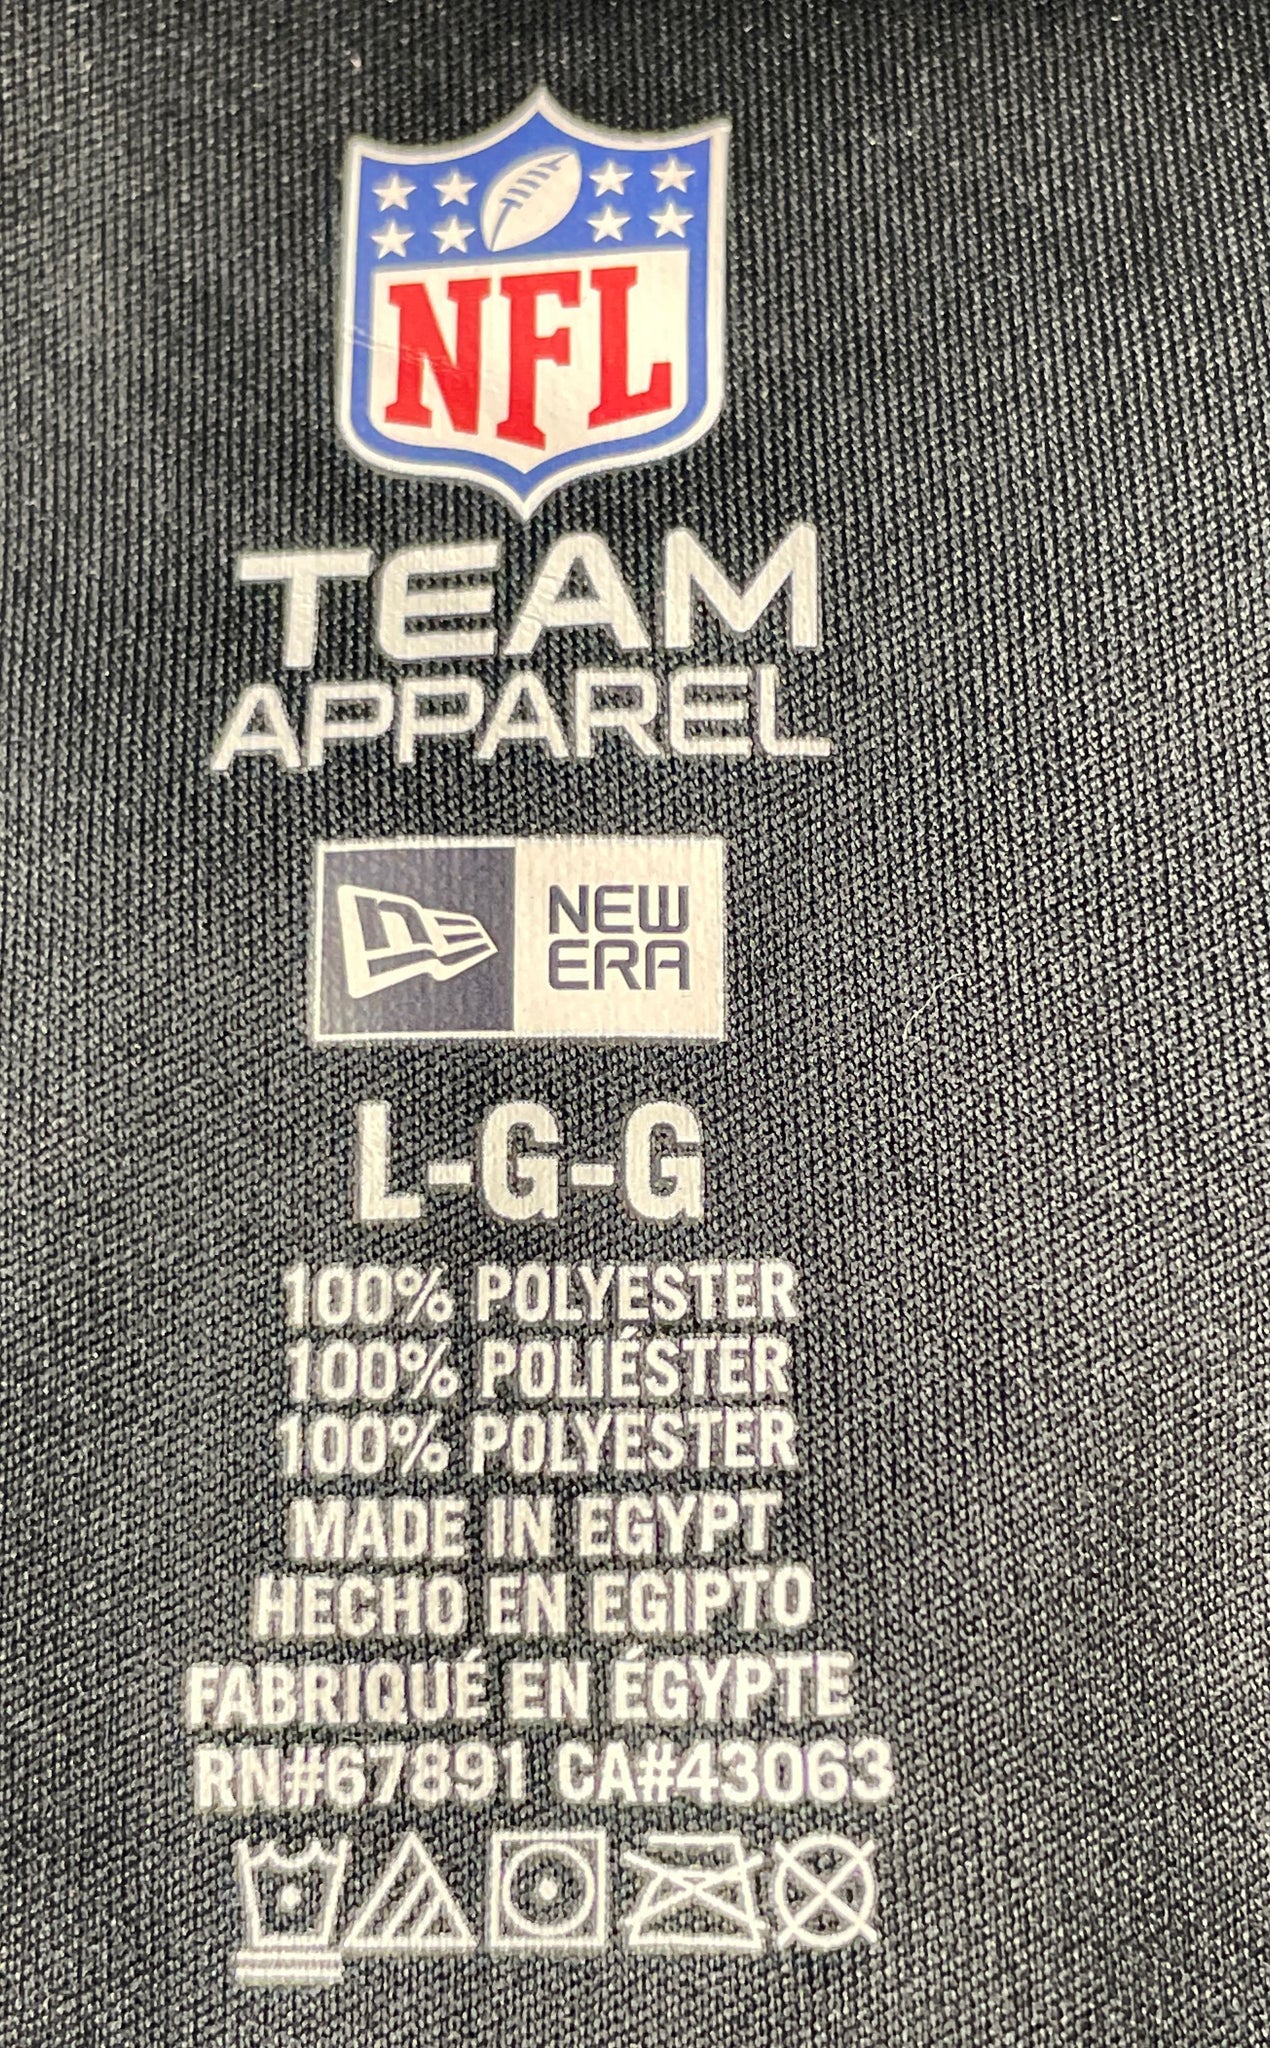 NFL
TEAM
APPAREL
NEW
ERA
L-G-G
100% POLYESTER
100% POLIÉSTER
100% POLYESTER
MADE IN EGYPT
HECHO EN EGIPTO
FABRIQUÉ EN ÉGYPTE
RN#67891 CA#43063